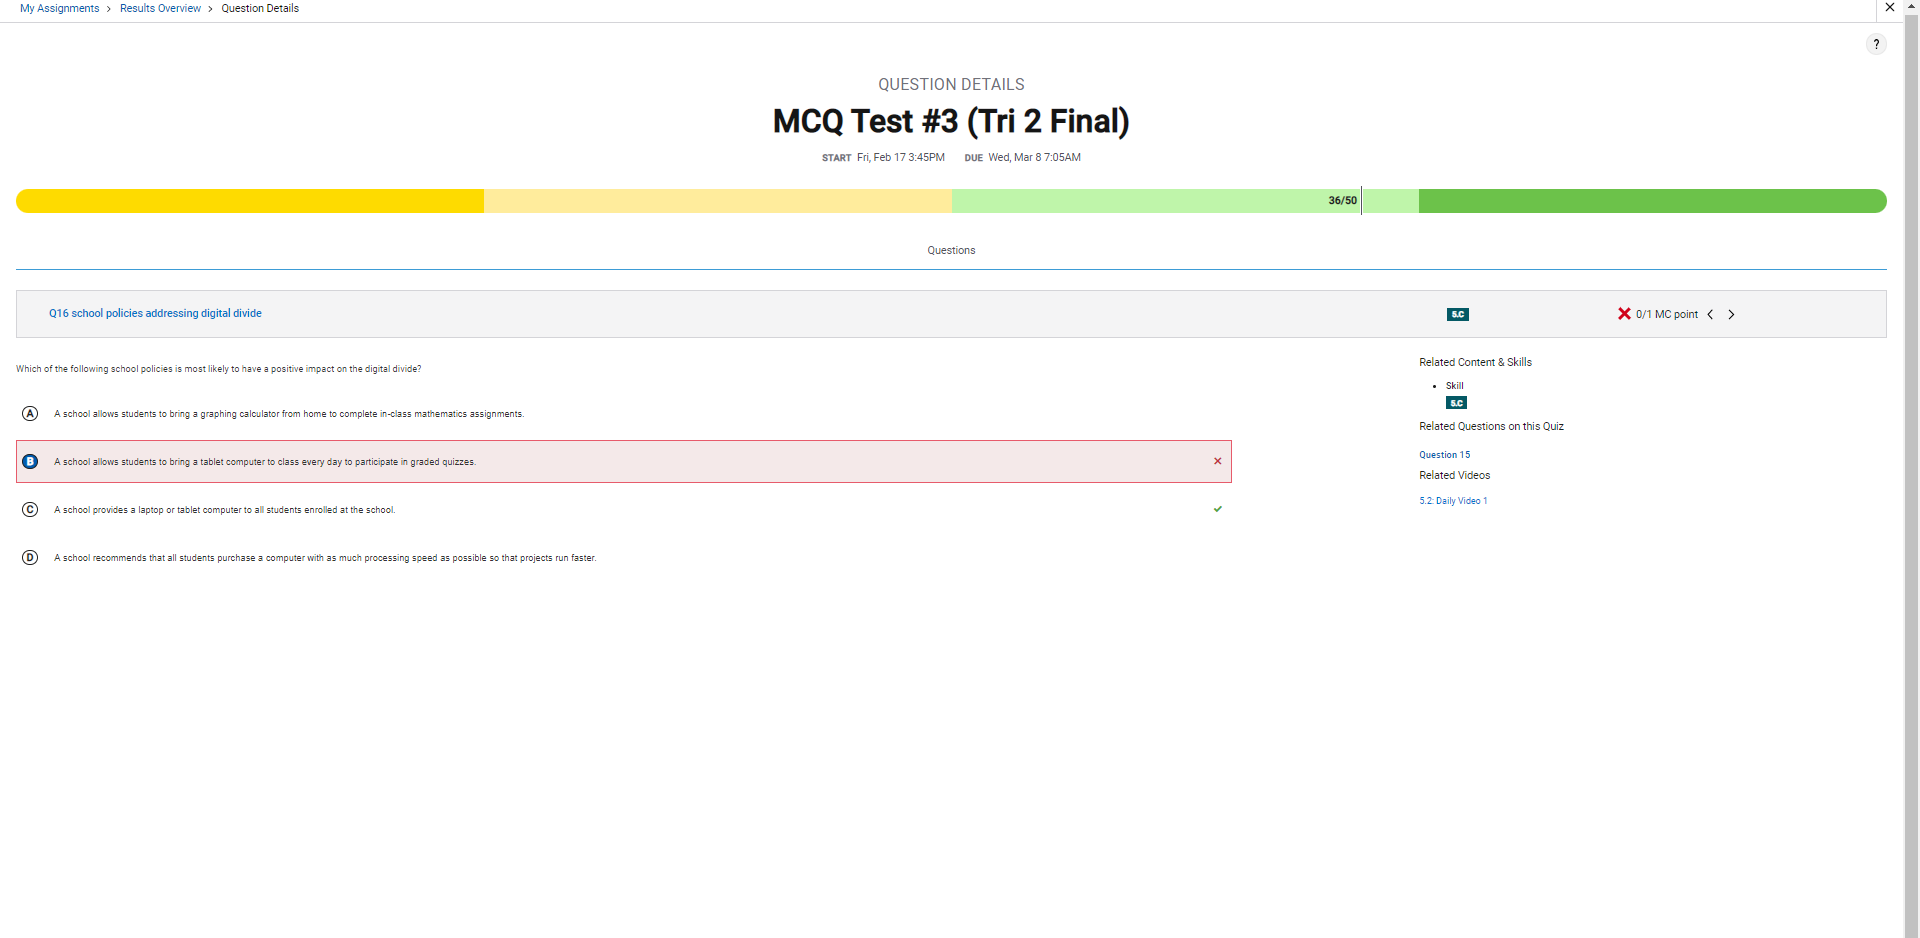 My Assignments > Results Overview > Question Details
?
QUESTION DETAILS
MCQ Test #3 (Tri 2 Final)
START Fri, Feb 17 3:45PM DUE Wed, Mar 8 7:05AM
36/50
Questions
Q16 school policies addressing digital divide 5.C 0/1 MC point
Which of the following school policies is most likely to have a positive impact on the digital divide?
A A school allows students to bring a graphing calculator from home to complete in-class mathematics assignments.
B A school allows students to bring a tablet computer to class every day to participate in graded quizzes.
C A school provides a laptop or tablet computer to all students enrolled at the school.
D A school recommends that all students purchase a computer with as much processing speed as possible so that projects run faster.
Related Content & Skills
• Skill
5.C
Related Questions on this Quiz
Question 15
Related Videos
5.2: Daily Video 1